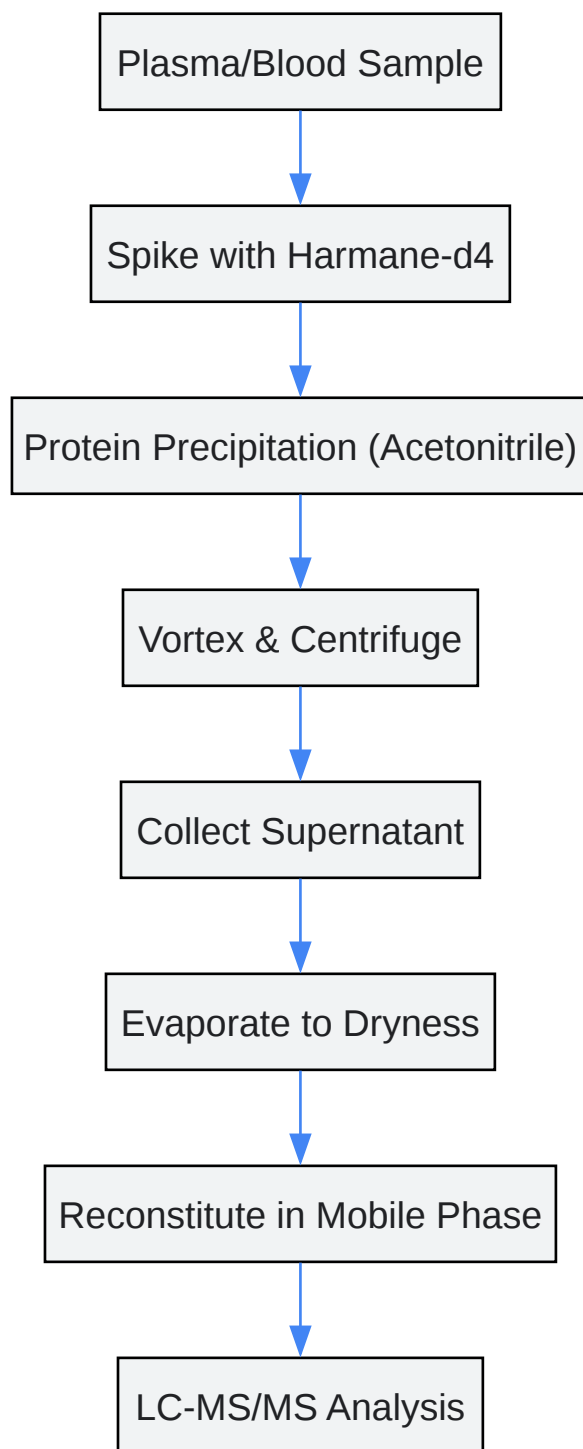 Plasma/Blood Sample
Spike with Harmane-d4
Protein Precipitation (Acetonitrile)
Vortex & Centrifuge
Collect Supernatant
Evaporate to Dryness
Reconstitute in Mobile Phase
LC-MS/MS Analysis